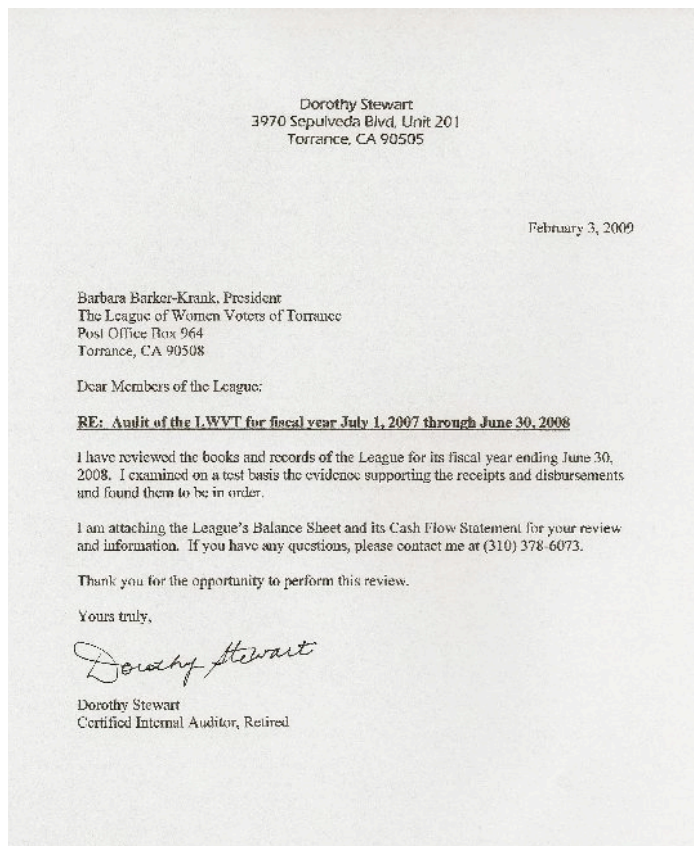 Dorothy Stewart
3970 Sepulveda Blvd, Unit 201
Torrance, CA 90505
February 3, 2009
Barbara Barker-Krank, President
The League of Women Voters of Torrance
Post Office Box 964
Torrance, CA 90508
Dear Members of the League:
RE: Audit of the LWVT for fiscal year July 1, 2007 through June 30, 2008
I have reviewed the books and records of the League for its fiscal year ending June 30,
2008. I examined on a test basis the evidence supporting the receipts and disbursements
and found them to be in order.
I am attaching the League's Balance Sheet and its Cash Flow Statement for your review
and information. If you have any questions, please contact me at (310) 378-6073.
Thank you for the opportunity to perform this review.
Yours truly,
Dorothy Stewart
Dorothy Stewart
Certified Internal Auditor, Retired